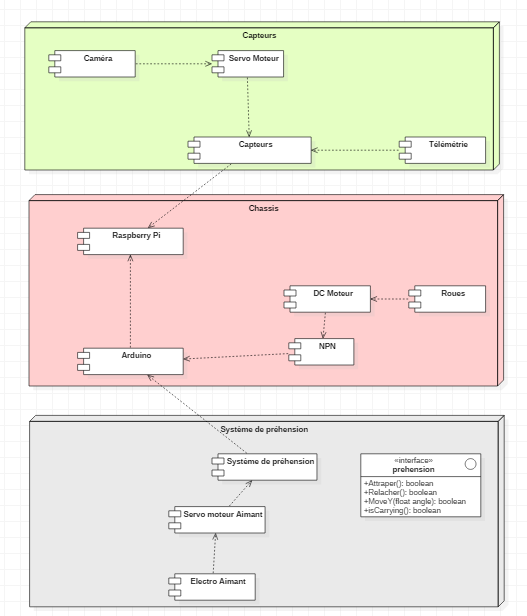 Capteurs
Caméra
Servo Moteur
Capteurs
Télémétrie
Chassis
Raspberry Pi
DC Moteur
Roues
NPN
Arduino
Système de préhension
Système de préhension
«interface»
prehension
+Attraper(): boolean
+Relacher(): boolean
+MoveY(float angle): boolean
+isCarrying(): boolean
Servo moteur Aimant
Electro Aimant